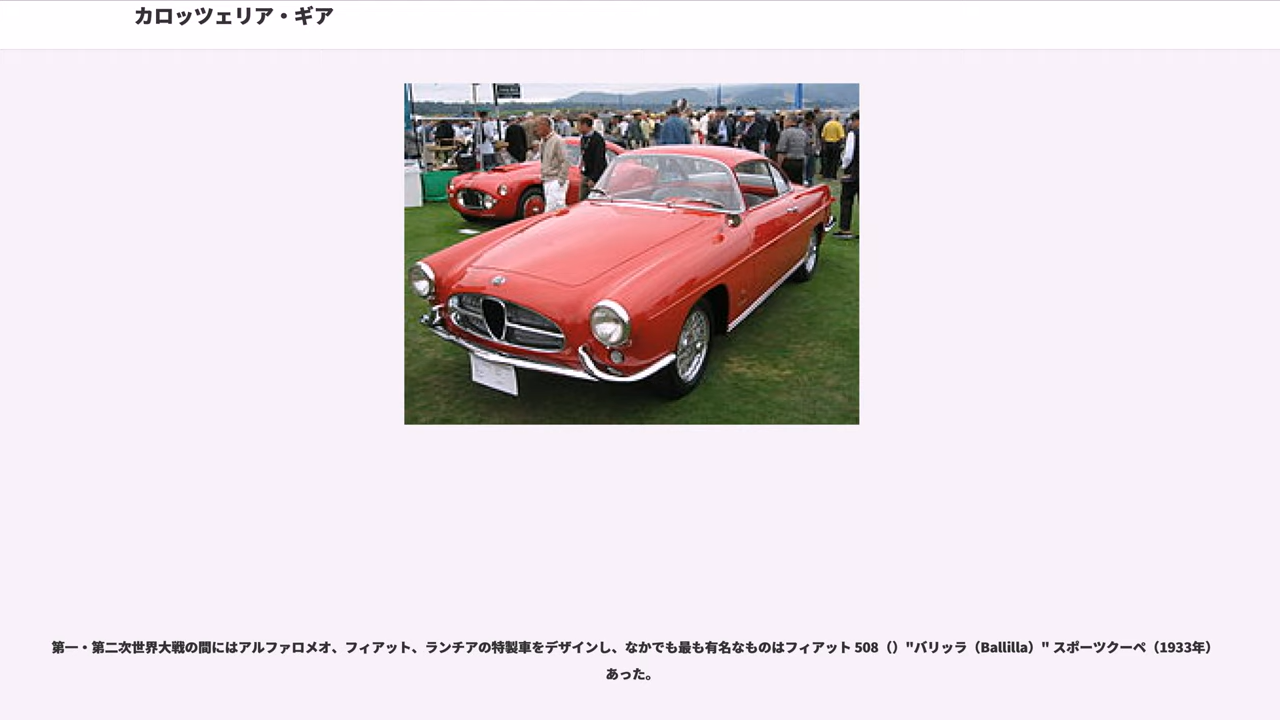 カロッツェリア・ギア
第一・第二次世界大戦の間にはアルファロメオ、フィアット、ランチアの特製車をデザインし、なかでも最も有名なものはフィアット 508（）"バリッラ（Ballilla）" スポーツクーペ（1933年）
あった。